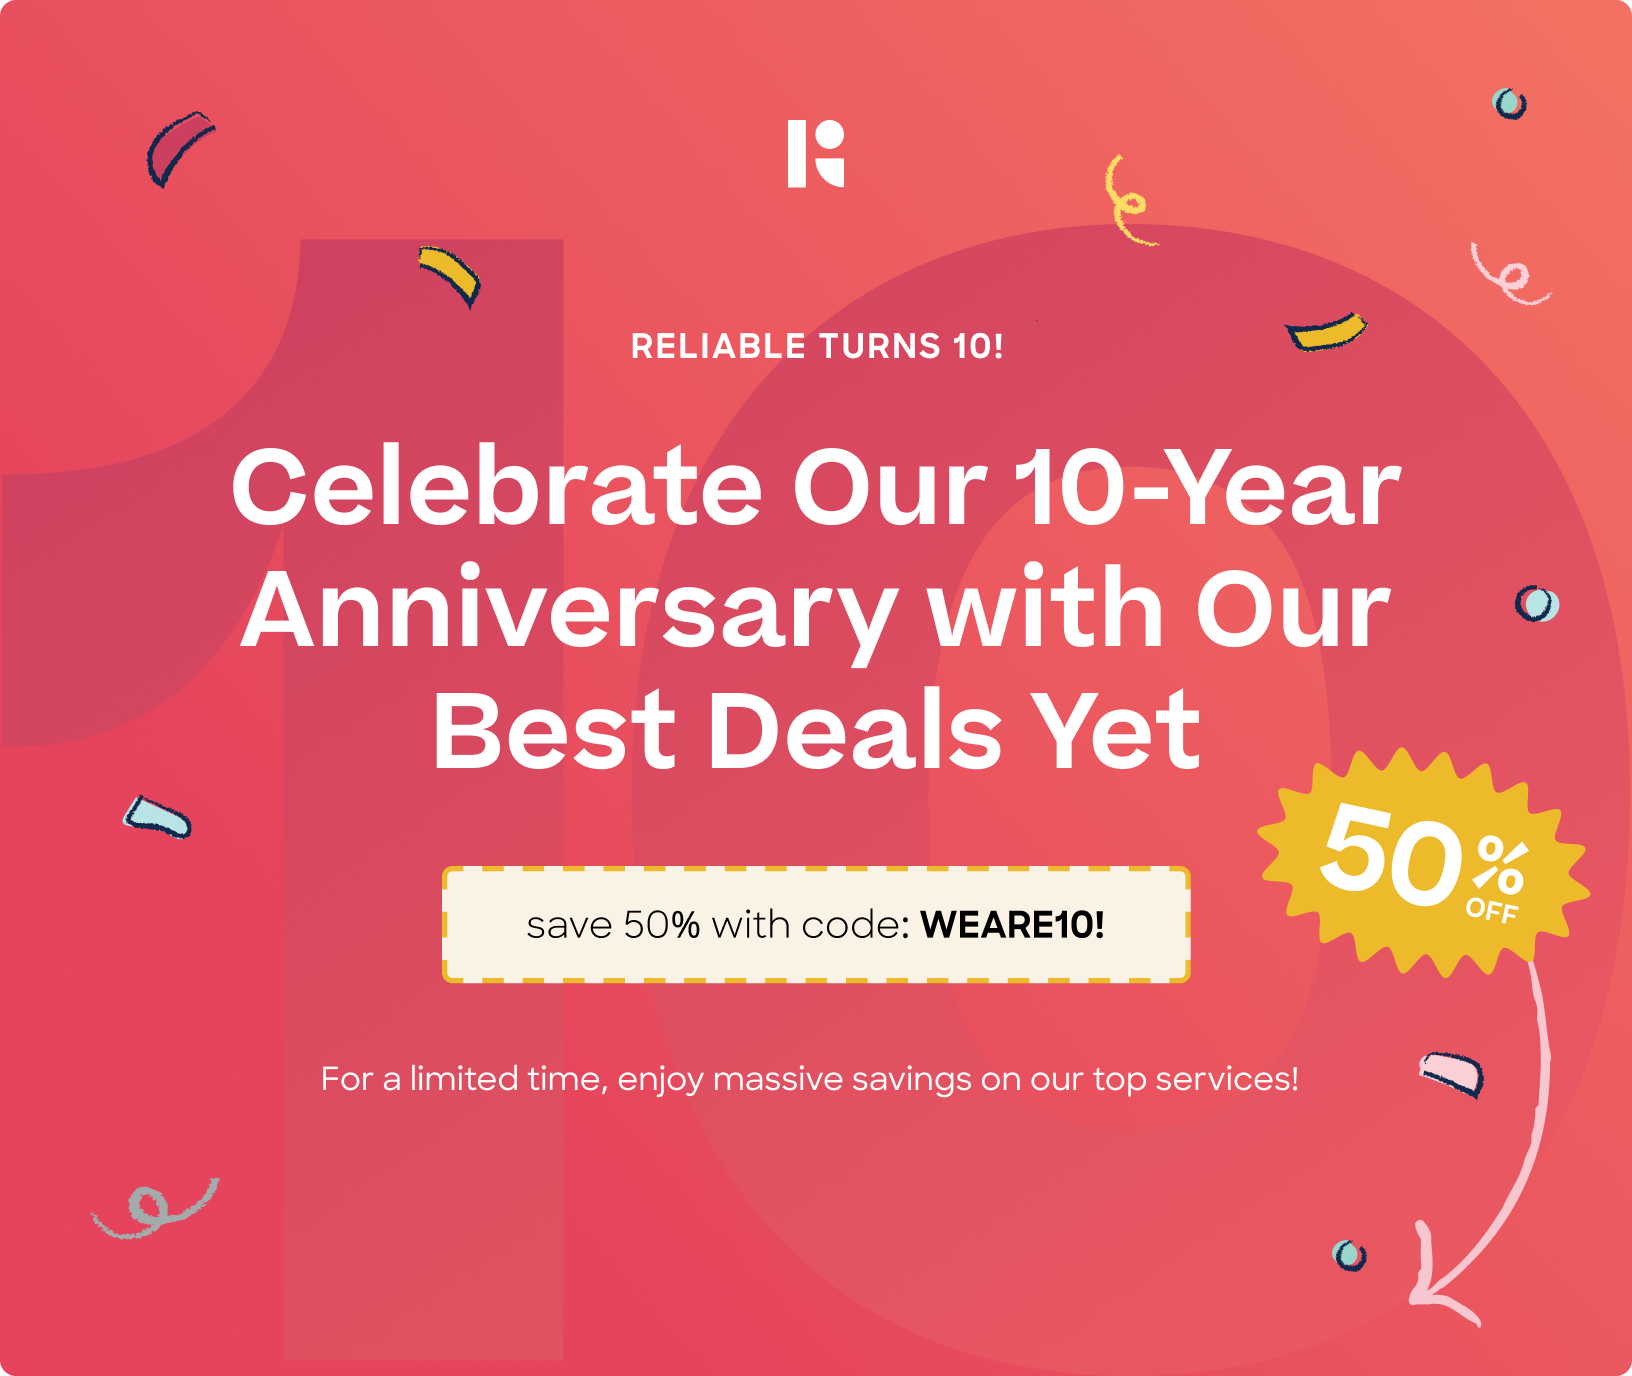 RELIABLE TURNS 10!
Celebrate Our 10-Year
Anniversary with Our
Best Deals Yet
50%
OFF
save 50% with code: WEARE10!
For a limited time, enjoy massive savings on our top services!